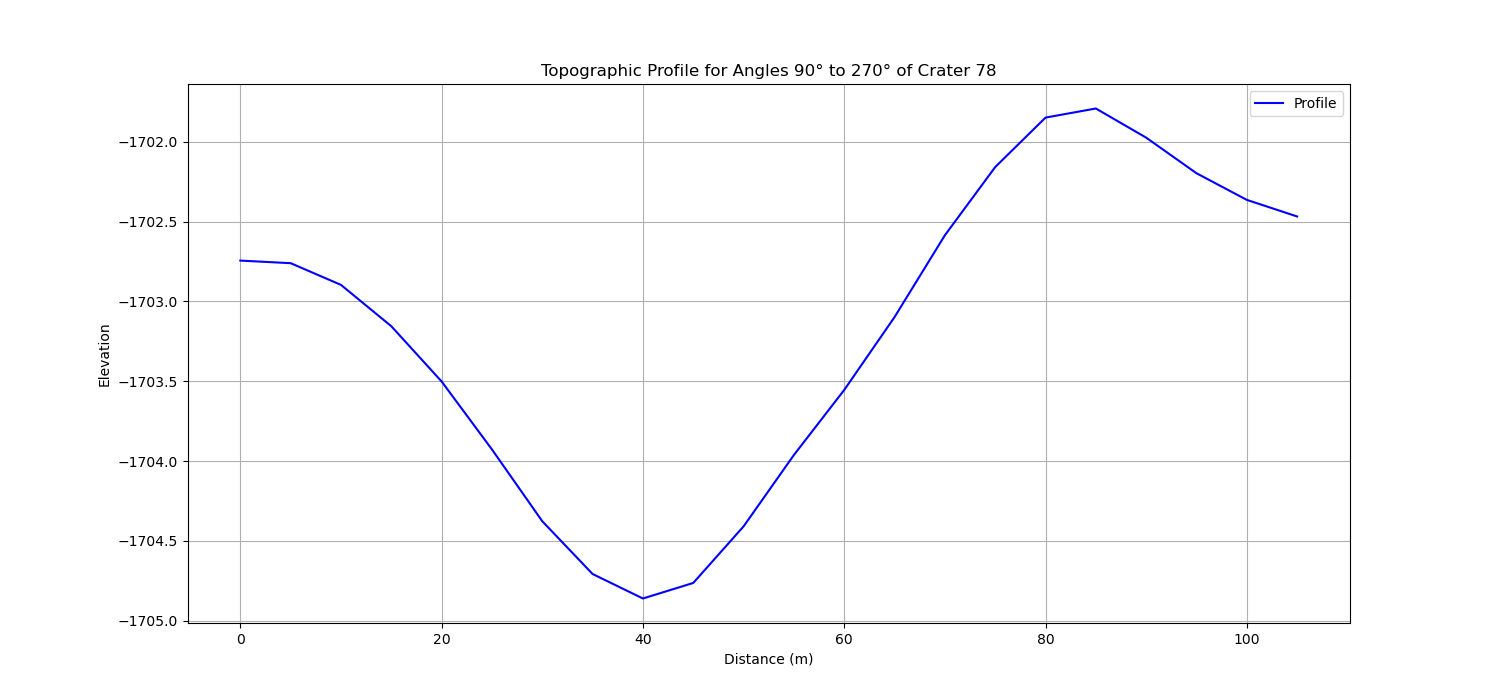 Topographic Profile for Angles 90° to 270° of Crater 78
Profile
−1702.0
−1702.5
−1703.0
−1703.5
−1704.0
−1704.5
−1705.0
Elevation
0 20 40 60 80 100
Distance (m)